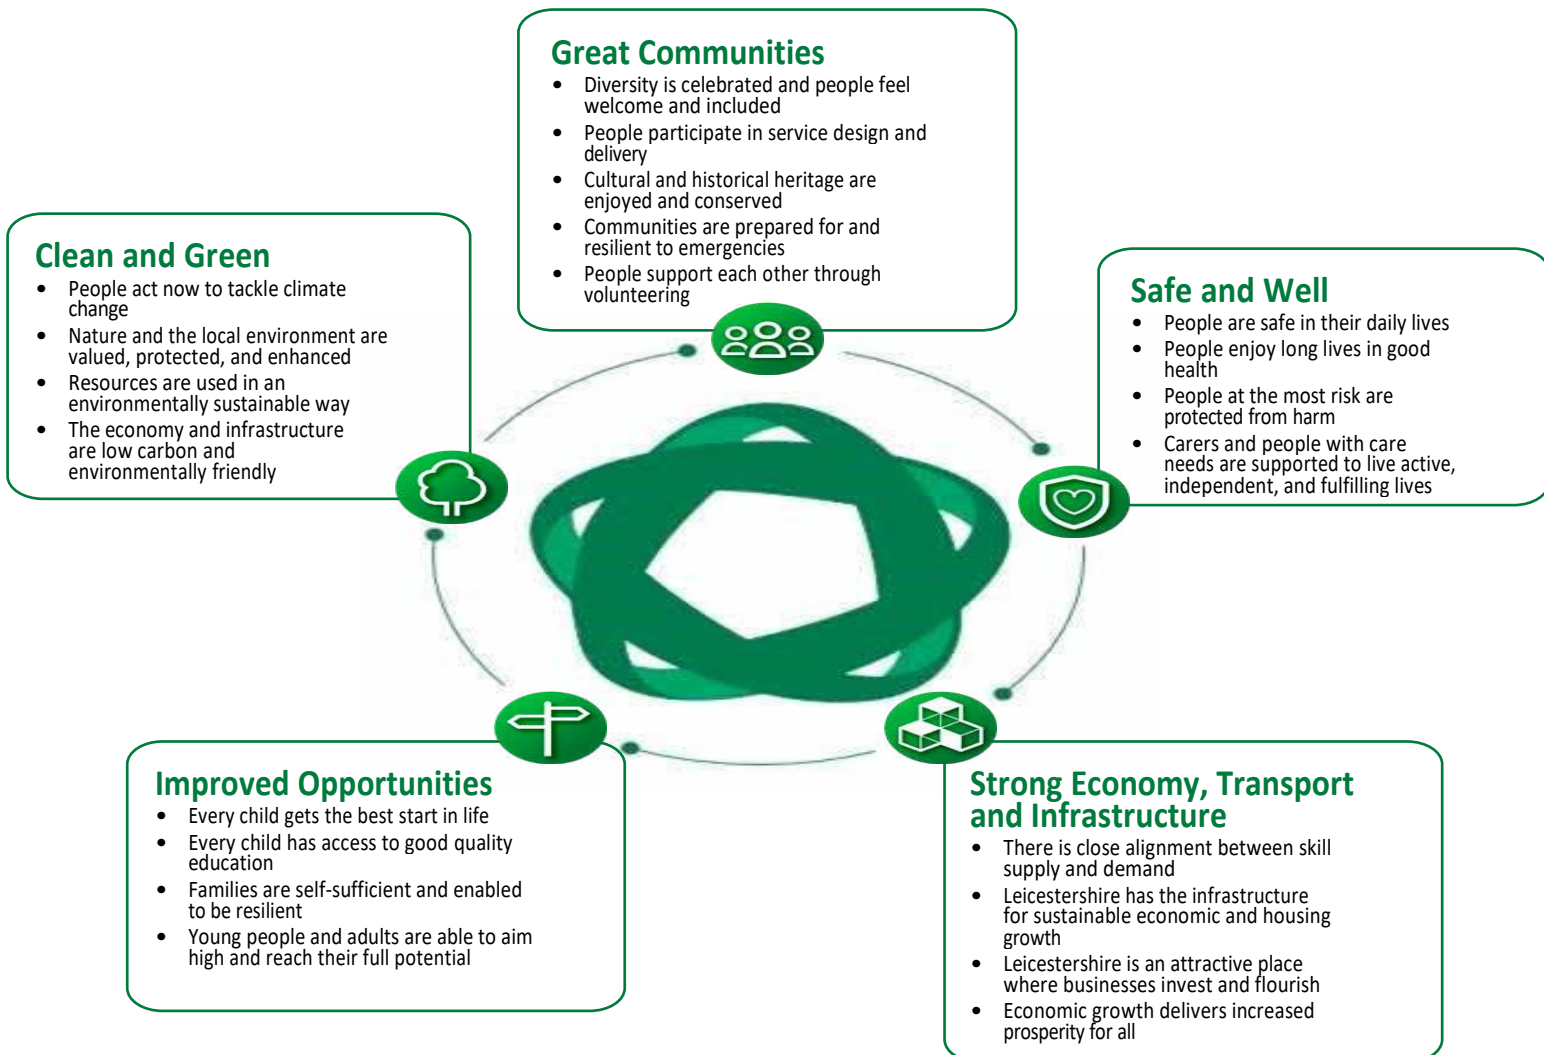 Great Communities
• Diversity is celebrated and people feel
welcome and included
• People participate in service design and
delivery
• Cultural and historical heritage are
enjoyed and conserved
• Communities are prepared for and
resilient to emergencies
• People support each other through
volunteering
Clean and Green
• People act now to tackle climate
change
• Nature and the local environment are
valued, protected, and enhanced
• Resources are used in an
environmentally sustainable way
• The economy and infrastructure
are low carbon and
environmentally friendly
Safe and Well
• People are safe in their daily lives
• People enjoy long lives in good
health
• People at the most risk are
protected from harm
• Carers and people with care
needs are supported to live active,
independent, and fulfilling lives
Improved Opportunities
• Every child gets the best start in life
• Every child has access to good quality
education
• Families are self-sufficient and enabled
to be resilient
• Young people and adults are able to aim
high and reach their full potential
Strong Economy, Transport
and Infrastructure
• There is close alignment between skill
supply and demand
• Leicestershire has the infrastructure
for sustainable economic and housing
growth
• Leicestershire is an attractive place
where businesses invest and flourish
• Economic growth delivers increased
prosperity for all